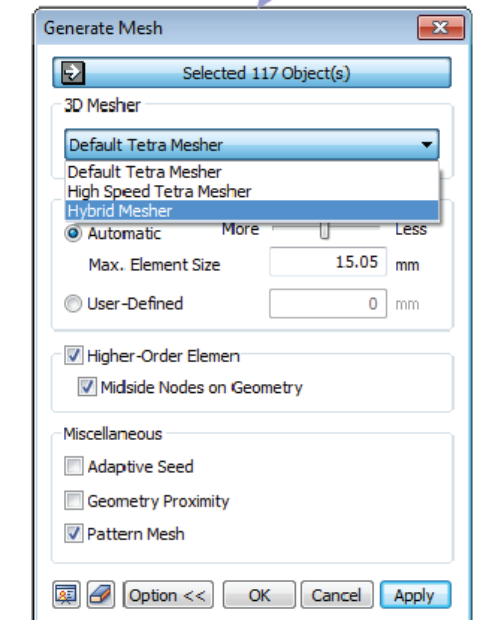 Generate Mesh
Selected 117 Object(s)
3D Mesher
Default Tetra Mesher
Default Tetra Mesher
High Speed Tetra Mesher
Hybrid Mesher
Automatic More Less
Max. Element Size 15.05 mm
User-Defined 0 mm
Higher-Order Elemen
Midside Nodes on Geometry
Miscellaneous
Adaptive Seed
Geometry Proximity
Pattern Mesh
Option << OK Cancel Apply